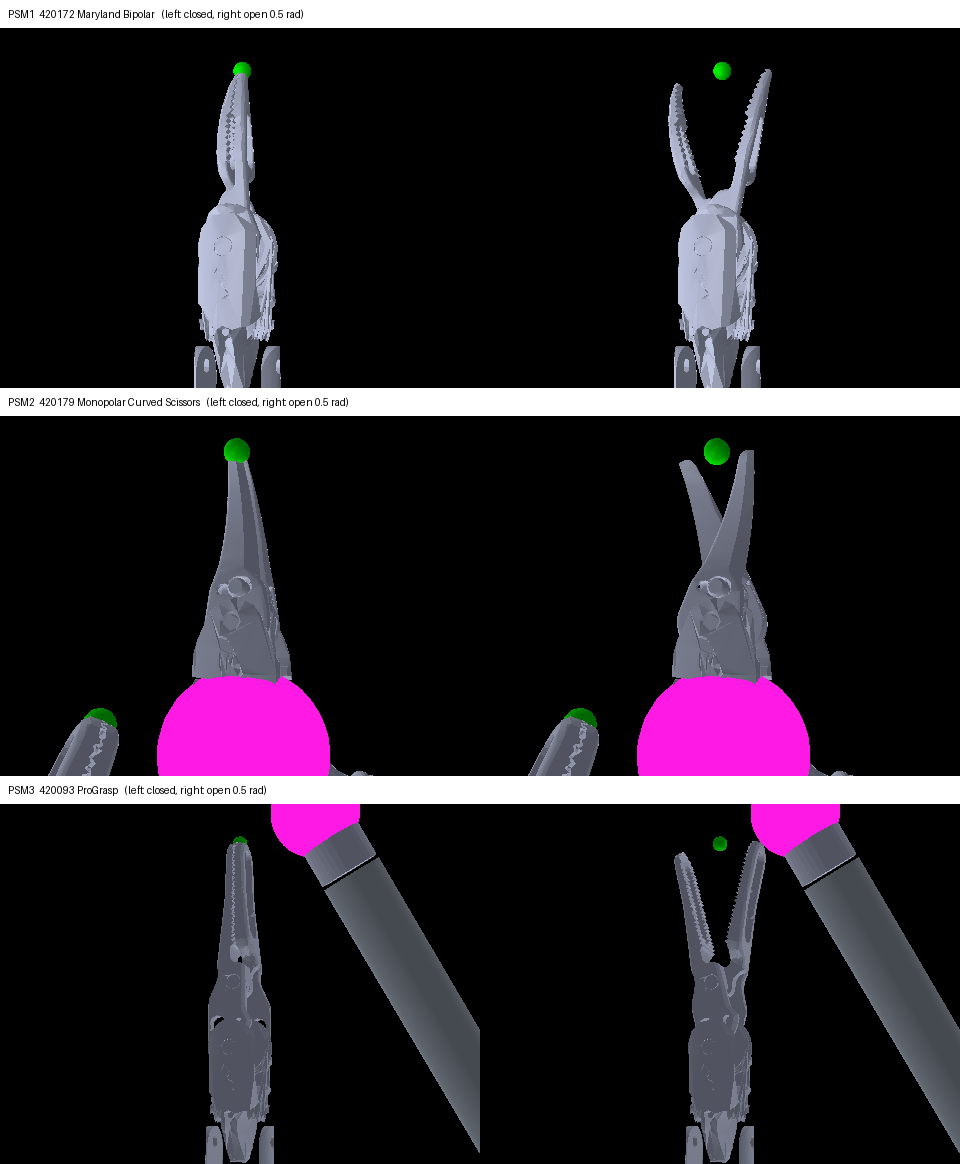 PSM1 420172 Maryland Bipolar (left closed, right open 0.5 rad)
PSM2 420179 Monopolar Curved Scissors (left closed, right open 0.5 rad)
PSM3 420093 ProGrasp (left closed, right open 0.5 rad)